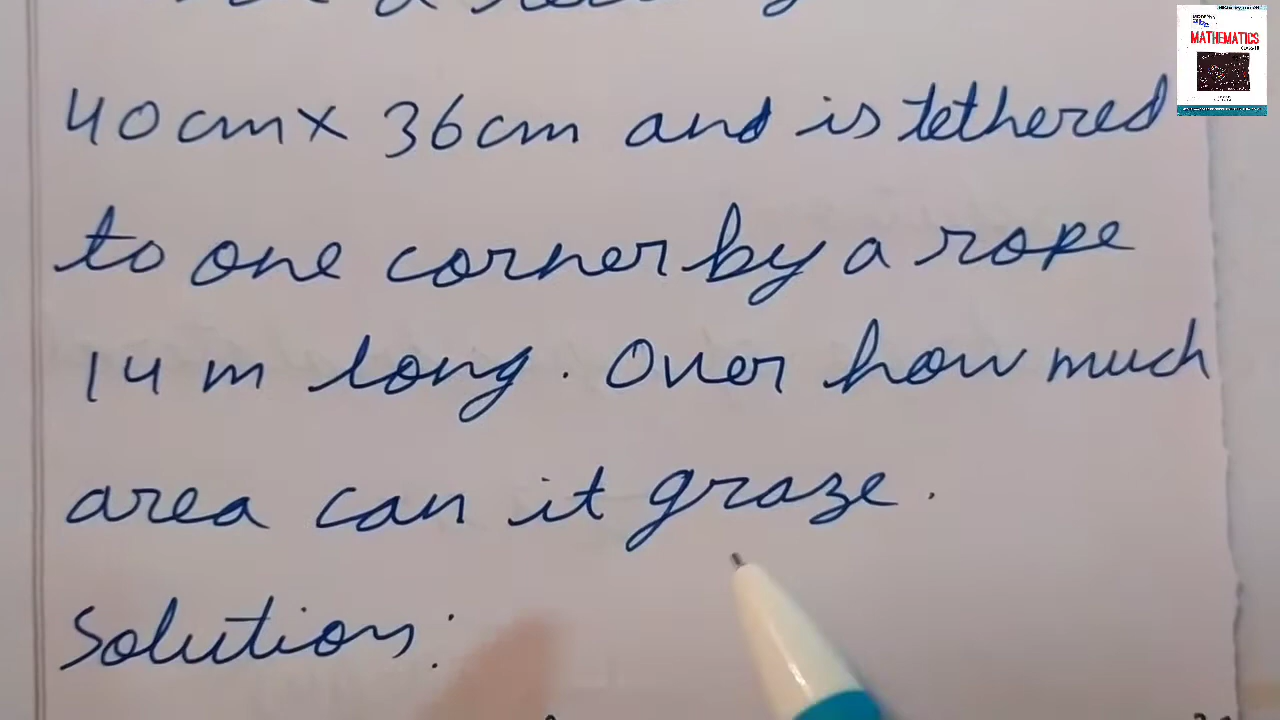 40cm x 36cm and is tethered
to one corner by a rope
14 m long. Over how much
area can it graze.
Solution:
MATHEMATICS